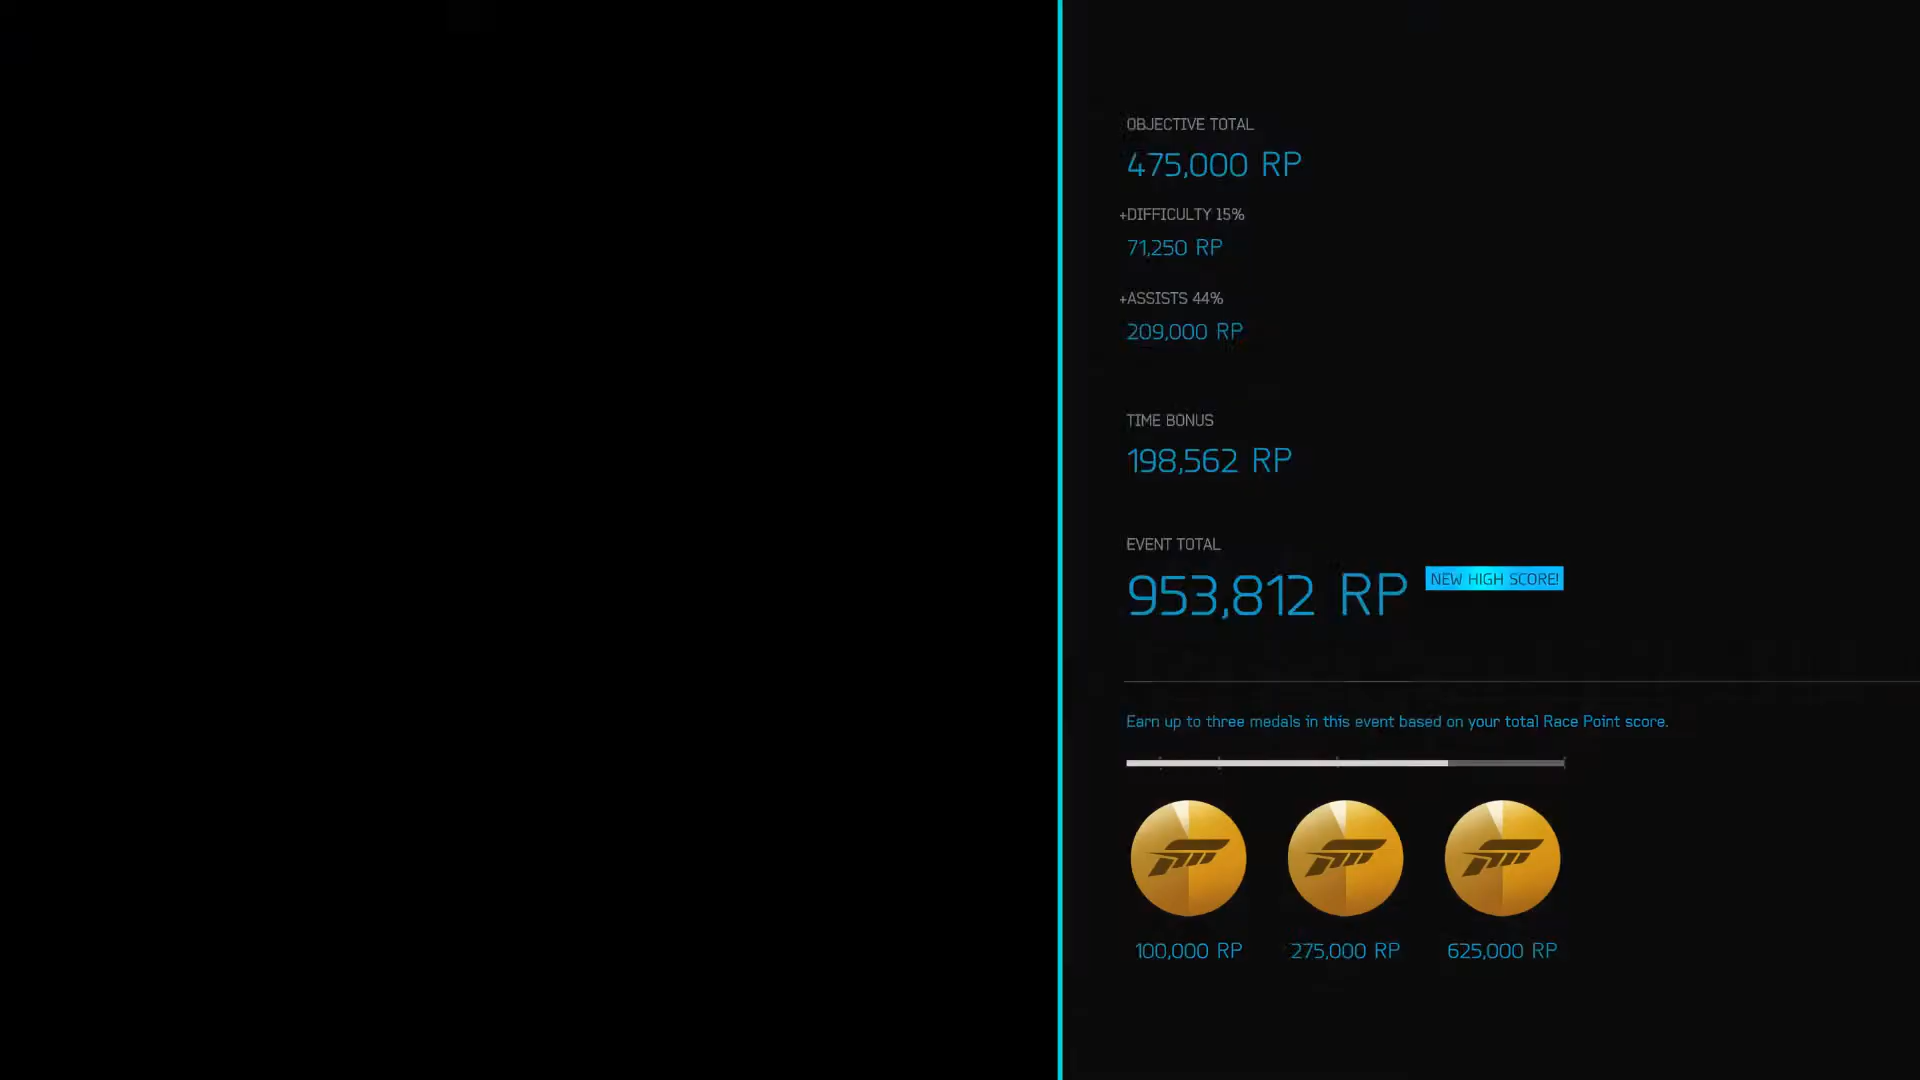 OBJECTIVE TOTAL
475,000 RP
+DIFFICULTY 15%
71,250 RP
+ASSISTS 44%
209,000 RP
TIME BONUS
198,562 RP
EVENT TOTAL
953,812 RP
NEW HIGH SCORE!
Earn up to three medals in this event based on your total Race Point score.
100,000 RP 275,000 RP 625,000 RP